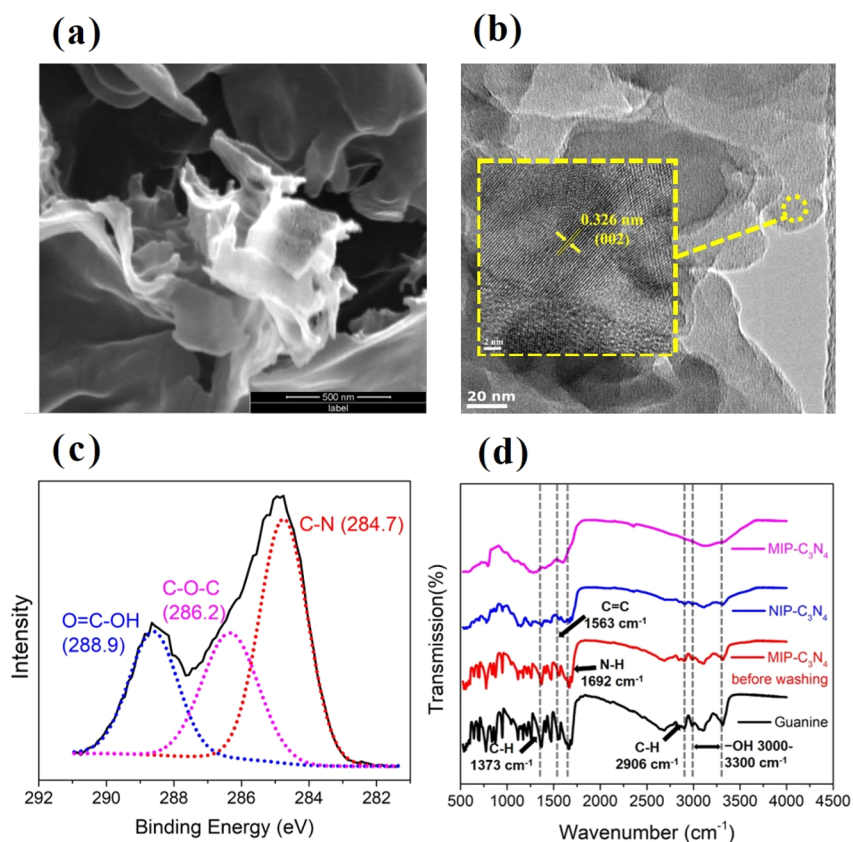 (a)
(b)
500 nm
label
0.326 nm
(002)
2 nm
20 nm
(c)
(d)
C-N (284.7)
C-O-C
(286.2)
O=C-OH
(288.9)
Intensity
292
290
288
286
284
282
Binding Energy (eV)
MIP-C₃N₄
NIP-C₃N₄
C=C
1563 cm⁻¹
MIP-C₃N₄
before washing
N-H
1692 cm⁻¹
Guanine
C-H
1373 cm⁻¹
C-H
2906 cm⁻¹
−OH 3000-
3300 cm⁻¹
Transmission(%)
500
1000
1500
2000
2500
3000
3500
4000
4500
Wavenumber (cm⁻¹)